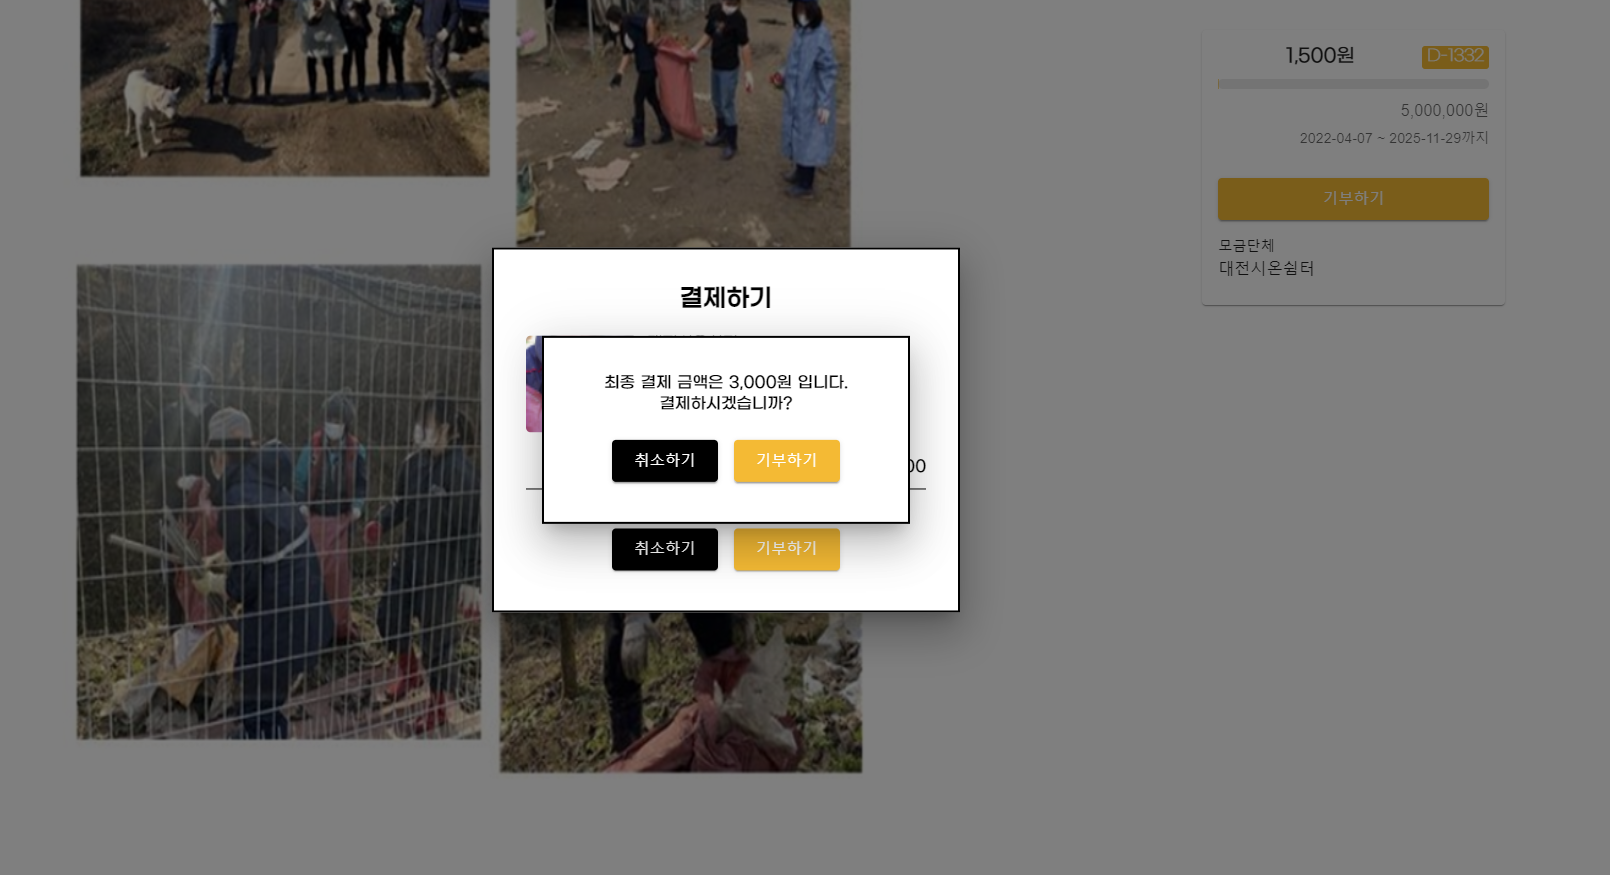 1,500원
D-1332
5,000,000원
2022-04-07 ~ 2025-11-29까지
기부하기
모금단체
대전시온쉼터
결제하기
최종 결제 금액은 3,000원 입니다.
결제하시겠습니까?
취소하기
기부하기
취소하기
기부하기